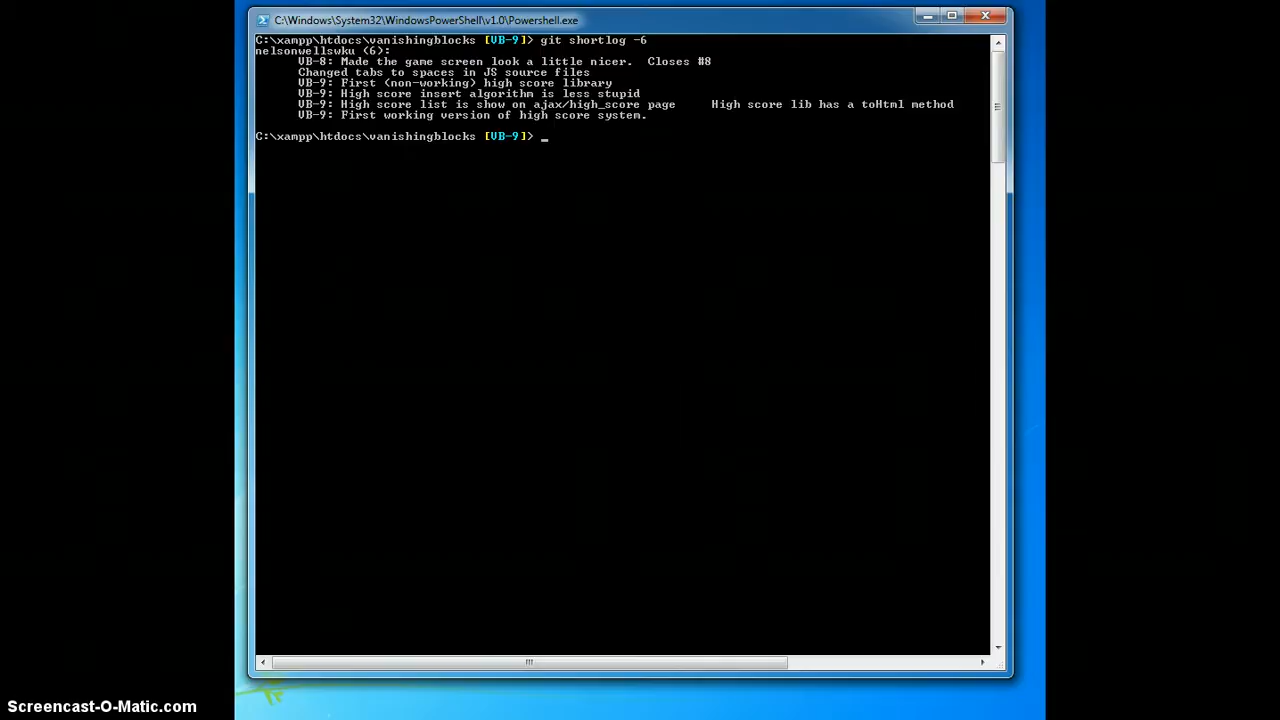 C:\Windows\System32\WindowsPowerShell\v1.0\Powershell.exe
C:\xampp\htdocs\vanishingblocks [VB-9]> git shortlog -6
nelsonwellswku (6):
VB-8: Made the game screen look a little nicer.  Closes #8
Changed tabs to spaces in JS source files
VB-9: First (non-working) high score library
VB-9: High score insert algorithm is less stupid
VB-9: High score list is show on ajax/high_score page     High score lib has a toHtml method
VB-9: First working version of high score system.
C:\xampp\htdocs\vanishingblocks [VB-9]> _
Screencast-O-Matic.com